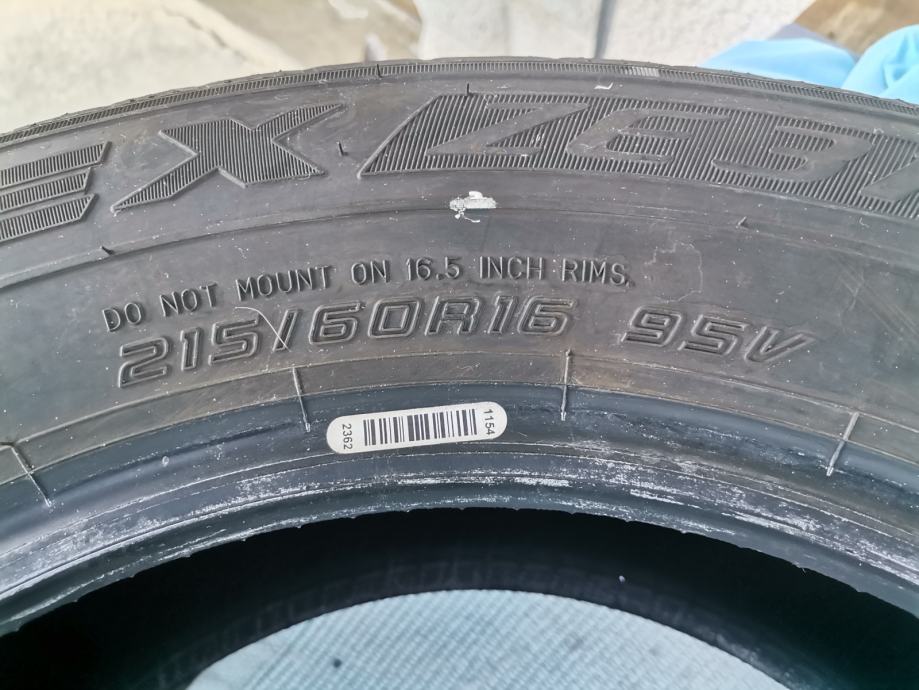 EX ZE3
DO NOT MOUNT ON 16.5 INCH RIMS.
215/60R16 95V
2362 1154